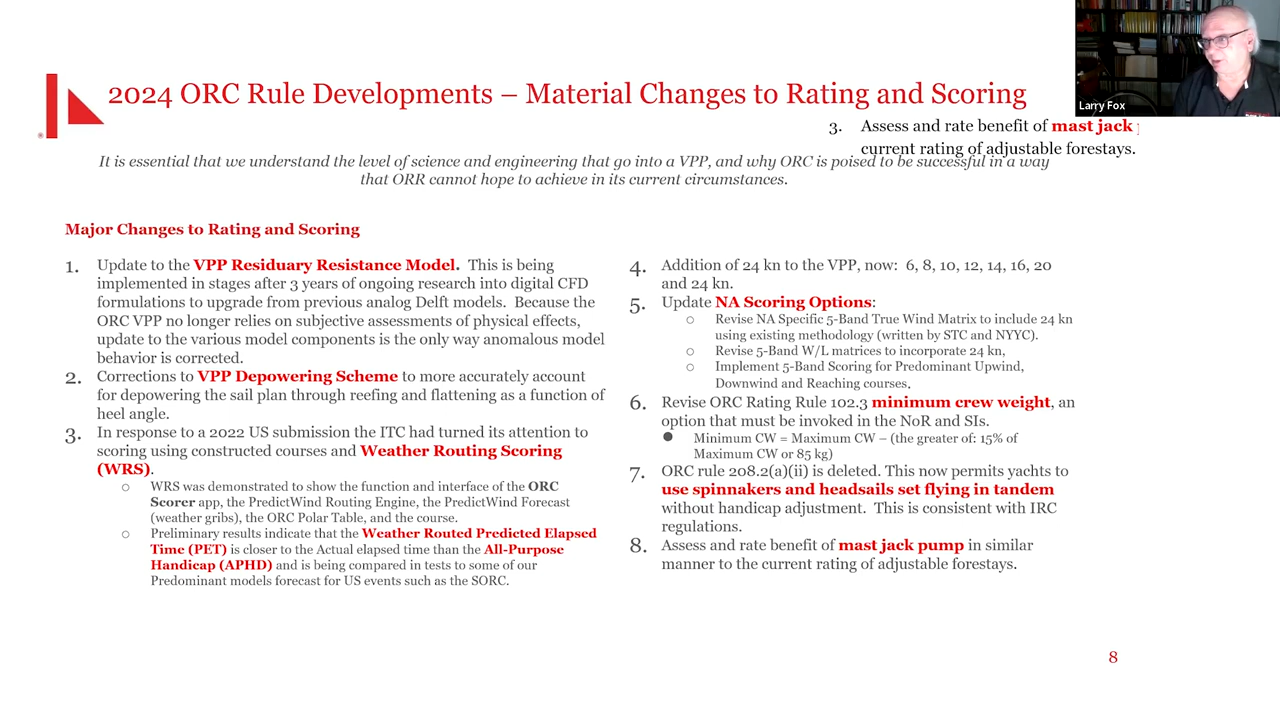 Larry Fox
2024 ORC Rule Developments – Material Changes to Rating and Scoring
3. Assess and rate benefit of mast jack
current rating of adjustable forestays.
It is essential that we understand the level of science and engineering that go into a VPP, and why ORC is poised to be successful in a way
that ORR cannot hope to achieve in its current circumstances.
Major Changes to Rating and Scoring
1. Update to the VPP Residuary Resistance Model. This is being
implemented in stages after 3 years of ongoing research into digital CFD
formulations to upgrade from previous analog Delft models. Because the
ORC VPP no longer relies on subjective assessments of physical effects,
update to the various model components is the only way anomalous model
behavior is corrected.
2. Corrections to VPP Depowering Scheme to more accurately account
for depowering the sail plan through reefing and flattening as a function of
heel angle.
3. In response to a 2022 US submission the ITC had turned its attention to
scoring using constructed courses and Weather Routing Scoring
(WRS).
○ WRS was demonstrated to show the function and interface of the ORC
Scorer app, the PredictWind Routing Engine, the PredictWind Forecast
(weather gribs), the ORC Polar Table, and the course.
○ Preliminary results indicate that the Weather Routed Predicted Elapsed
Time (PET) is closer to the Actual elapsed time than the All-Purpose
Handicap (APHD) and is being compared in tests to some of our
Predominant models forecast for US events such as the SORC.
4. Addition of 24 kn to the VPP, now: 6, 8, 10, 12, 14, 16, 20
and 24 kn.
5. Update NA Scoring Options:
○ Revise NA Specific 5-Band True Wind Matrix to include 24 kn
using existing methodology (written by STC and NYYC).
○ Revise 5-Band W/L matrices to incorporate 24 kn,
○ Implement 5-Band Scoring for Predominant Upwind,
Downwind and Reaching courses.
6. Revise ORC Rating Rule 102.3 minimum crew weight, an
option that must be invoked in the NoR and SIs.
● Minimum CW = Maximum CW – (the greater of: 15% of
Maximum CW or 85 kg)
7. ORC rule 208.2(a)(ii) is deleted. This now permits yachts to
use spinnakers and headsails set flying in tandem
without handicap adjustment. This is consistent with IRC
regulations.
8. Assess and rate benefit of mast jack pump in similar
manner to the current rating of adjustable forestays.
8